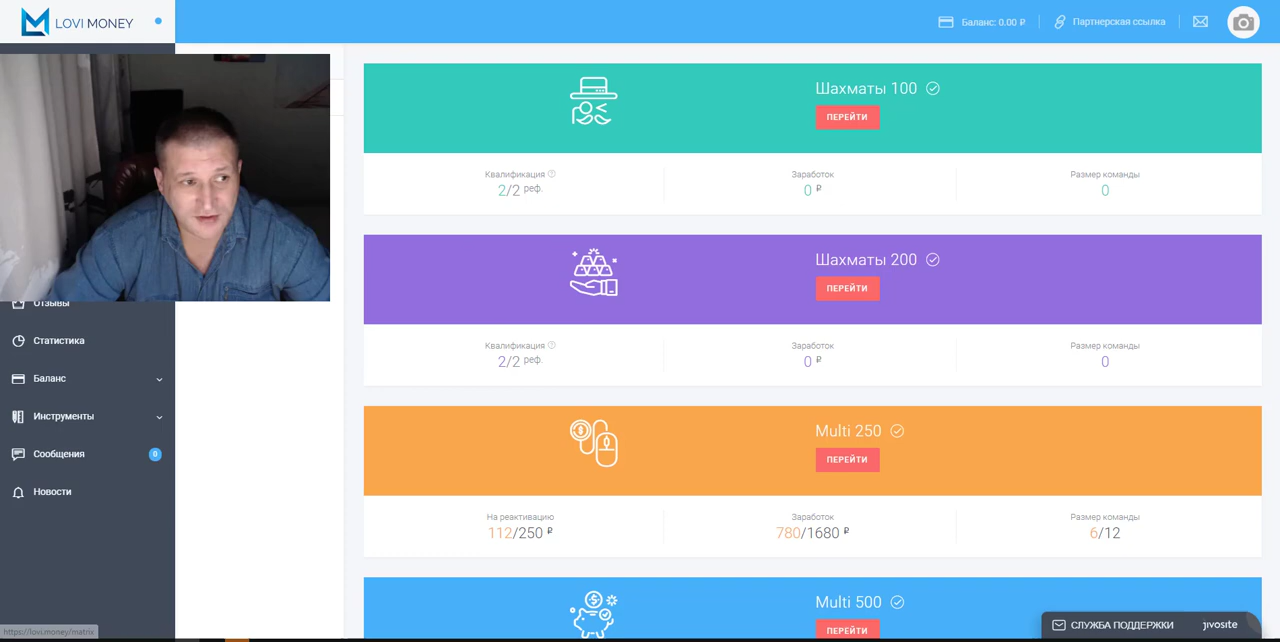 LOVI MONEY
Баланс: 0.00 ₽
Партнерская ссылка
Шахматы 100
ПЕРЕЙТИ
Квалификация
2/2 реф.
Заработок
0 ₽
Размер команды
0
Шахматы 200
ПЕРЕЙТИ
Квалификация
2/2 реф.
Заработок
0 ₽
Размер команды
0
Multi 250
ПЕРЕЙТИ
На реактивацию
112/250 ₽
Заработок
780/1680 ₽
Размер команды
6/12
Multi 500
ПЕРЕЙТИ
Отзывы
Статистика
Баланс
Инструменты
Сообщения 0
Новости
https://lovi.money/matrix
СЛУЖБА ПОДДЕРЖКИ jivosite